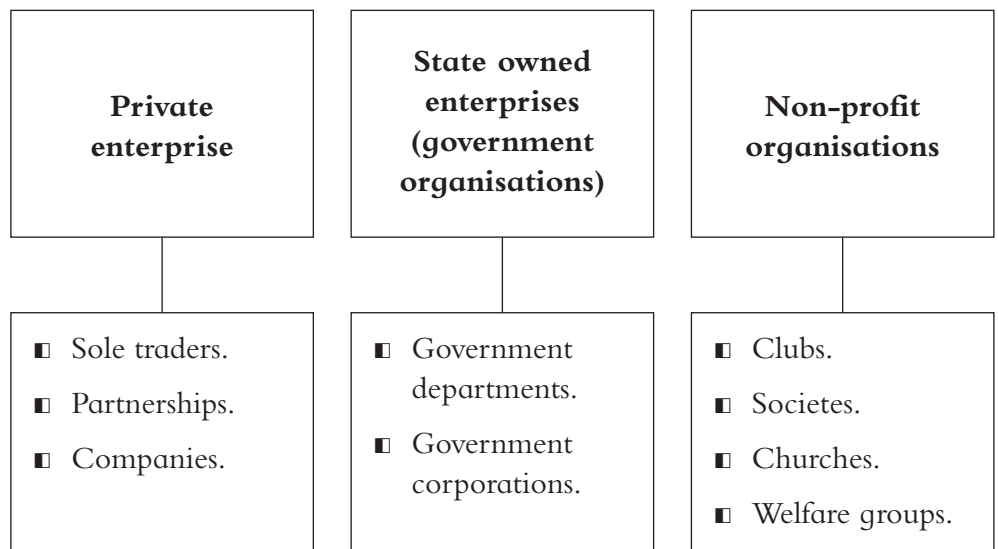 Private
enterprise
State owned
enterprises
(government
organisations)
Non-profit
organisations
Sole traders.
Partnerships.
Companies.
Government
departments.
Government
corporations.
Clubs.
Societes.
Churches.
Welfare groups.